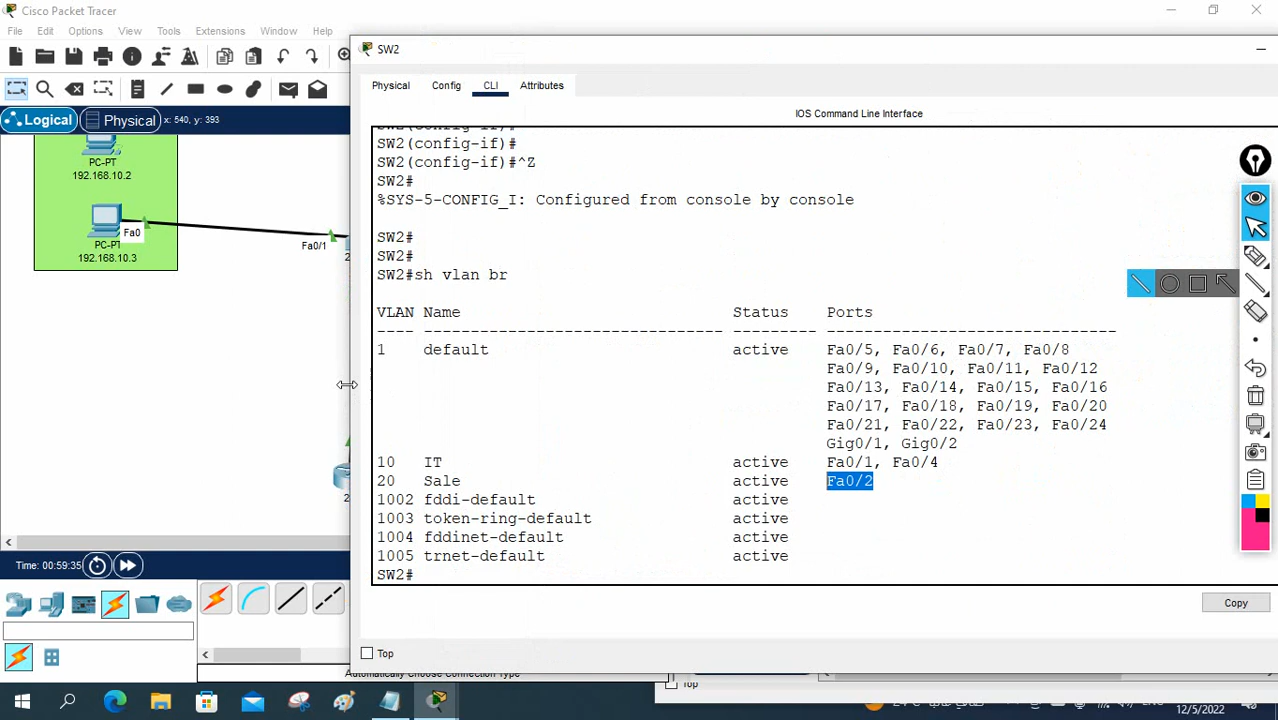 Cisco Packet Tracer
File Edit Options View Tools Extensions Window Help
Logical Physical x: 540, y: 393
PC-PT
192.168.10.2
Fa0
Fa0/1
PC-PT
192.168.10.3
Time: 00:59:35
Automatically Choose Connection Type
SW2
Physical Config CLI Attributes
IOS Command Line Interface
SW2(config-if)#
SW2(config-if)#
SW2(config-if)#^Z
SW2#
%SYS-5-CONFIG_I: Configured from console by console
SW2#
SW2#
SW2#sh vlan br
VLAN Name Status Ports
---- -------------------------------- --------- -------------------------------
1 default active Fa0/5, Fa0/6, Fa0/7, Fa0/8
Fa0/9, Fa0/10, Fa0/11, Fa0/12
Fa0/13, Fa0/14, Fa0/15, Fa0/16
Fa0/17, Fa0/18, Fa0/19, Fa0/20
Fa0/21, Fa0/22, Fa0/23, Fa0/24
Gig0/1, Gig0/2
10 IT active Fa0/1, Fa0/4
20 Sale active Fa0/2
1002 fddi-default active
1003 token-ring-default active
1004 fddinet-default active
1005 trnet-default active
SW2#
Copy
Top
Top
12/5/2022